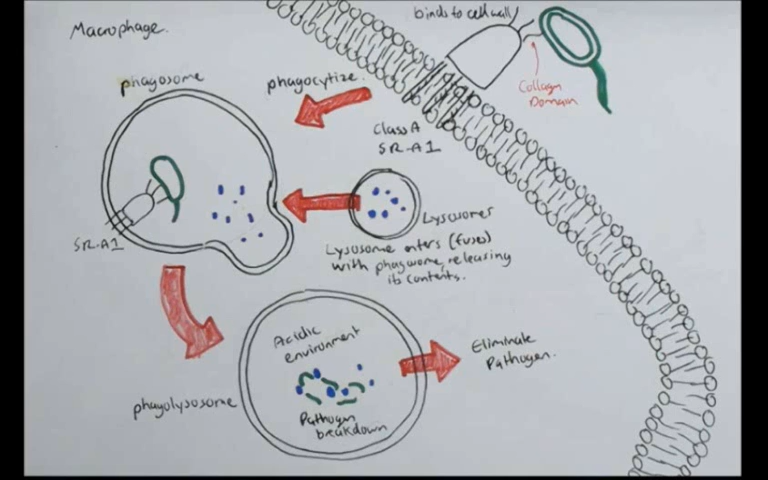 Macrophage.
binds to cell wall
Collagen
Domain
phagosome
phagocytize.
Class A
SR-A1
SR-A1
Lysosomes
Lysosome enters (fuses)
with phagosome, releasing
its contents.
Acidic
environment
Pathogen
breakdown
phagolysosome
Eliminate
Pathogen.